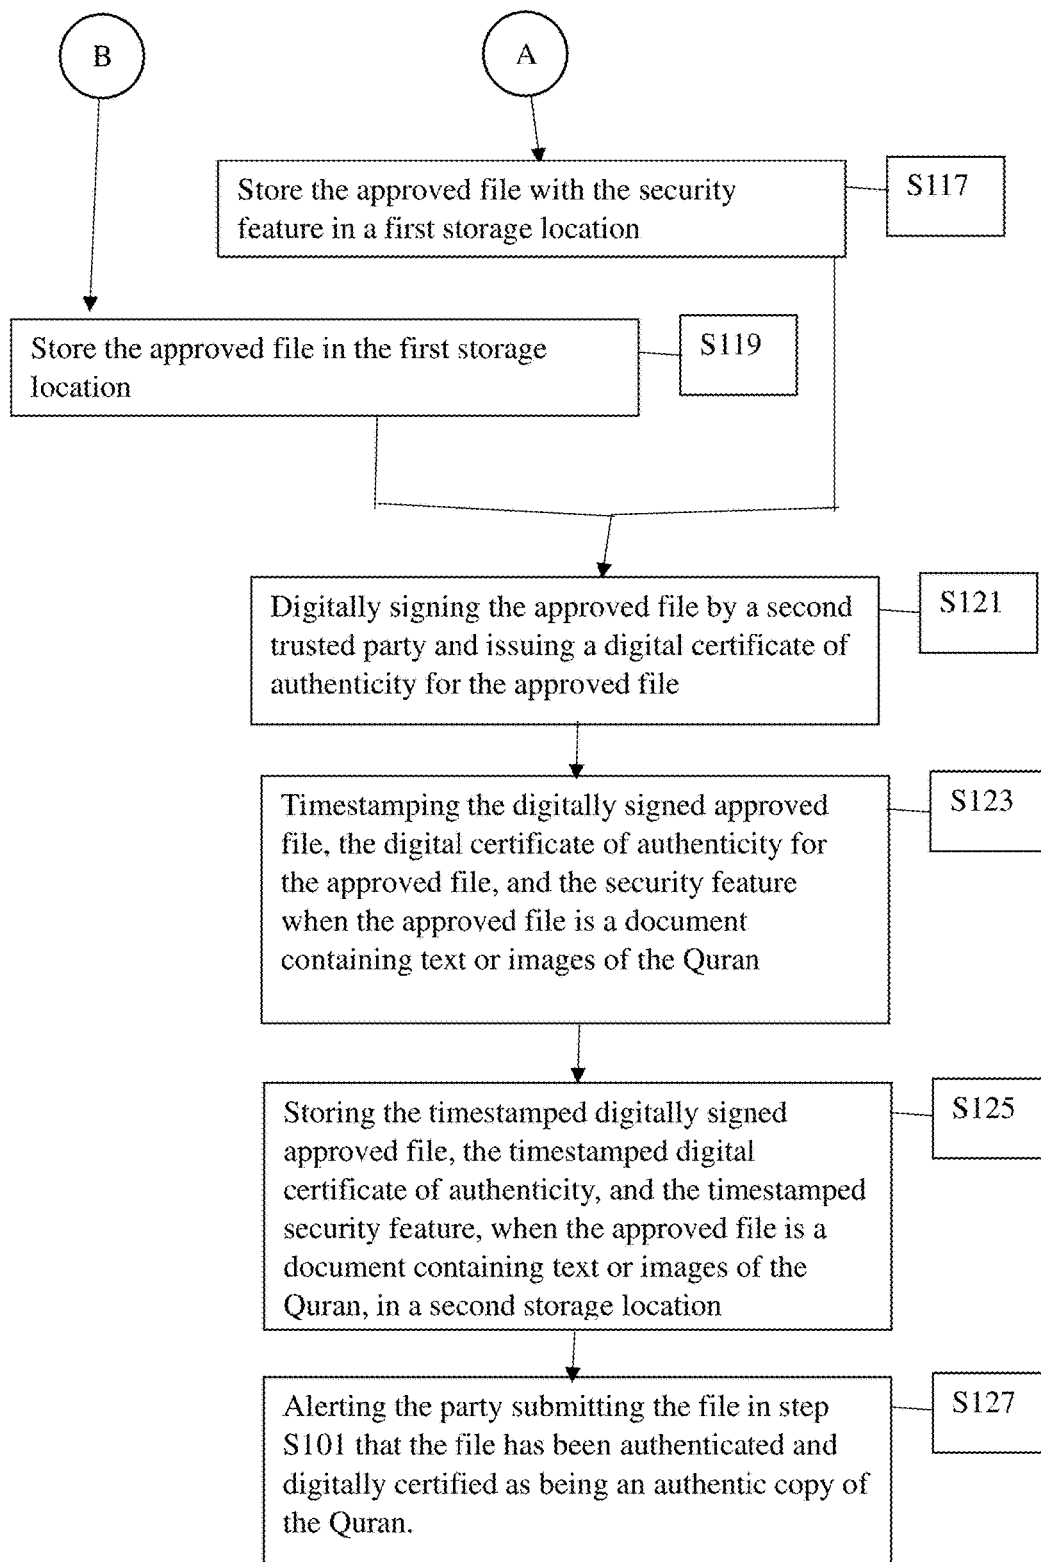 B
A
Store the approved file with the security
feature in a first storage location
S117
Store the approved file in the first storage
location
S119
Digitally signing the approved file by a second
trusted party and issuing a digital certificate of
authenticity for the approved file
S121
Timestamping the digitally signed approved
file, the digital certificate of authenticity for
the approved file, and the security feature
when the approved file is a document
containing text or images of the Quran
S123
Storing the timestamped digitally signed
approved file, the timestamped digital
certificate of authenticity, and the timestamped
security feature, when the approved file is a
document containing text or images of the
Quran, in a second storage location
S125
Alerting the party submitting the file in step
S101 that the file has been authenticated and
digitally certified as being an authentic copy of
the Quran.
S127